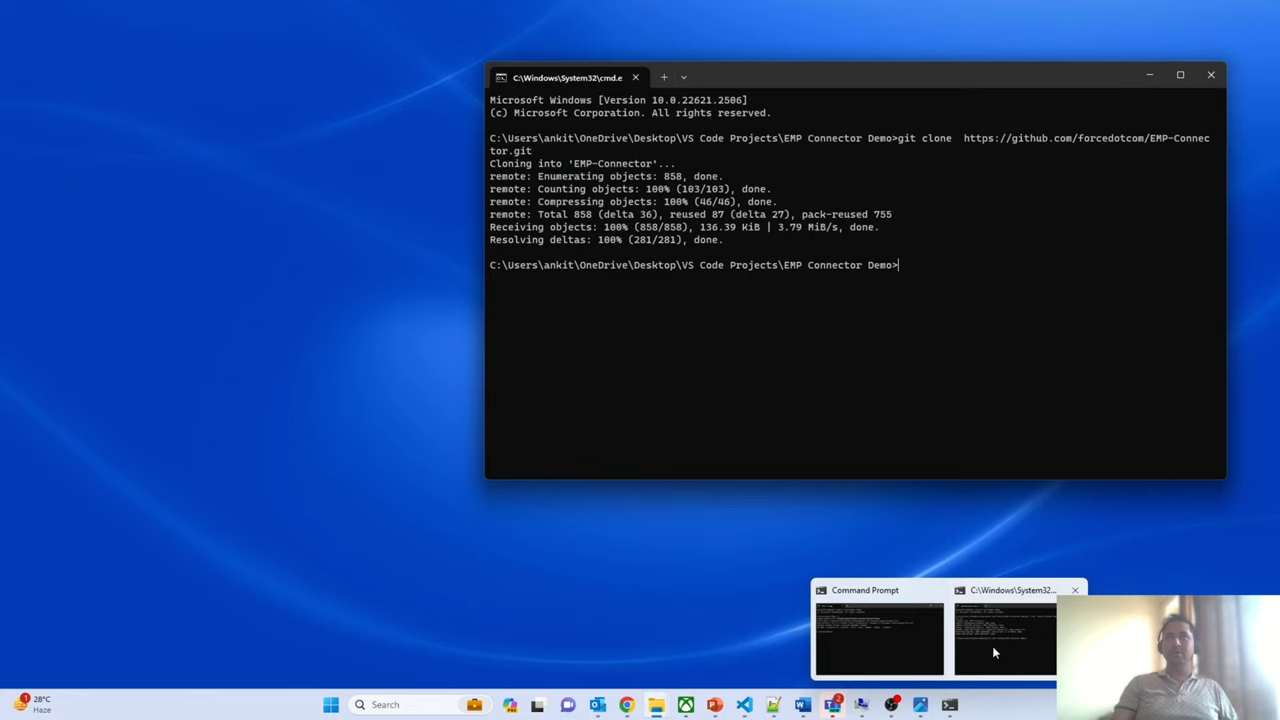 C:\Windows\System32\cmd.e
Microsoft Windows [Version 10.0.22621.2506]
(c) Microsoft Corporation. All rights reserved.
C:\Users\ankit\OneDrive\Desktop\VS Code Projects\EMP Connector Demo>git clone  https://github.com/forcedotcom/EMP-Connec
tor.git
Cloning into 'EMP-Connector'...
remote: Enumerating objects: 858, done.
remote: Counting objects: 100% (103/103), done.
remote: Compressing objects: 100% (46/46), done.
remote: Total 858 (delta 36), reused 87 (delta 27), pack-reused 755
Receiving objects: 100% (858/858), 136.39 KiB | 3.79 MiB/s, done.
Resolving deltas: 100% (281/281), done.
C:\Users\ankit\OneDrive\Desktop\VS Code Projects\EMP Connector Demo>
Command Prompt
C:\Windows\System32...
1
28°C
Haze
Search
2